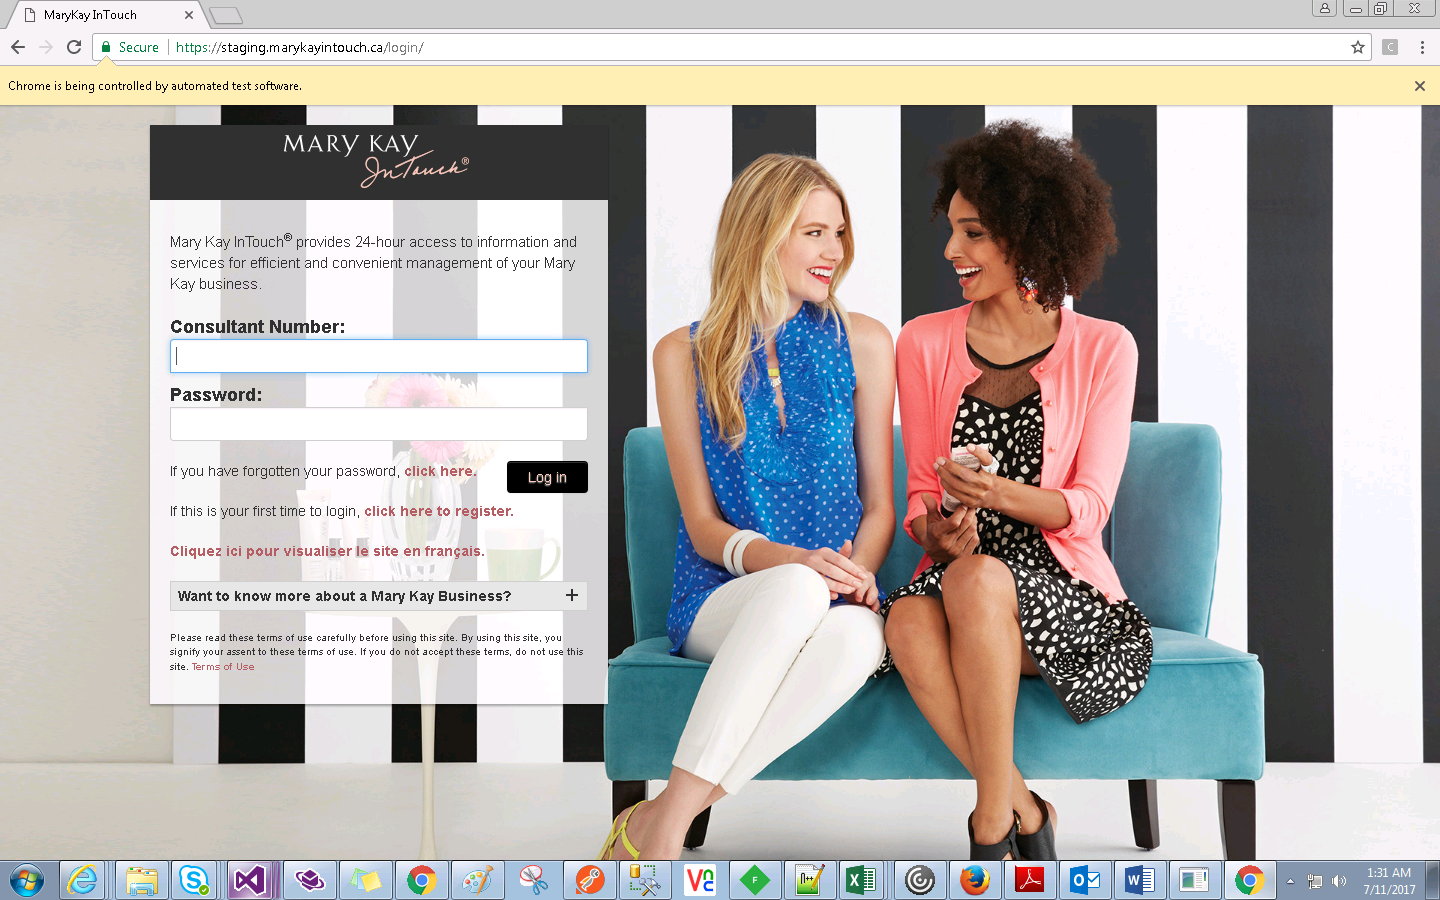 MaryKay InTouch
Secure
https://staging.marykayintouch.ca/login/
C
Chrome is being controlled by automated test software.
MARY KAY
InTouch®
Mary Kay InTouch® provides 24-hour access to information and
services for efficient and convenient management of your Mary
Kay business.
Consultant Number:
Password:
If you have forgotten your password, click here.
Log in
If this is your first time to login, click here to register.
Cliquez ici pour visualiser le site en français.
Want to know more about a Mary Kay Business?
Please read these terms of use carefully before using this site. By using this site, you
signify your assent to these terms of use. If you do not accept these terms, do not use this
site. Terms of Use
1:31 AM
7/11/2017